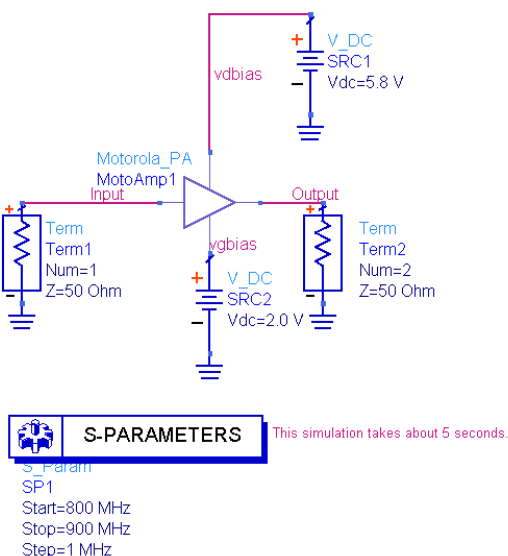 V_DC
SRC1
Vdc=5.8 V
vdbias
Motorola_PA
MotoAmp1
Input
Output
Term
Term1
Num=1
Z=50 Ohm
vgbias
V_DC
SRC2
Vdc=2.0 V
Term
Term2
Num=2
Z=50 Ohm
S-PARAMETERS
This simulation takes about 5 seconds.
S_Param
SP1
Start=800 MHz
Stop=900 MHz
Step=1 MHz